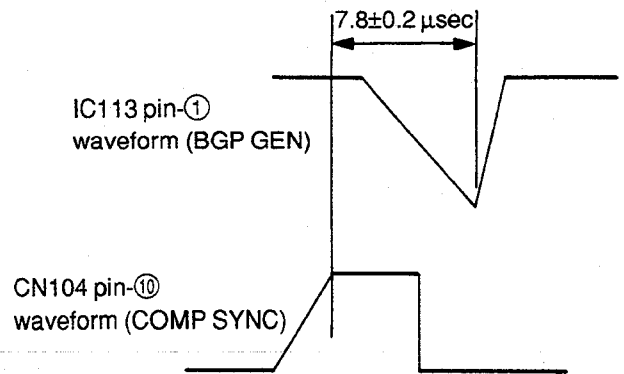 7.8±0.2 µsec
IC113 pin-①
waveform (BGP GEN)
CN104 pin-⑩
waveform (COMP SYNC)